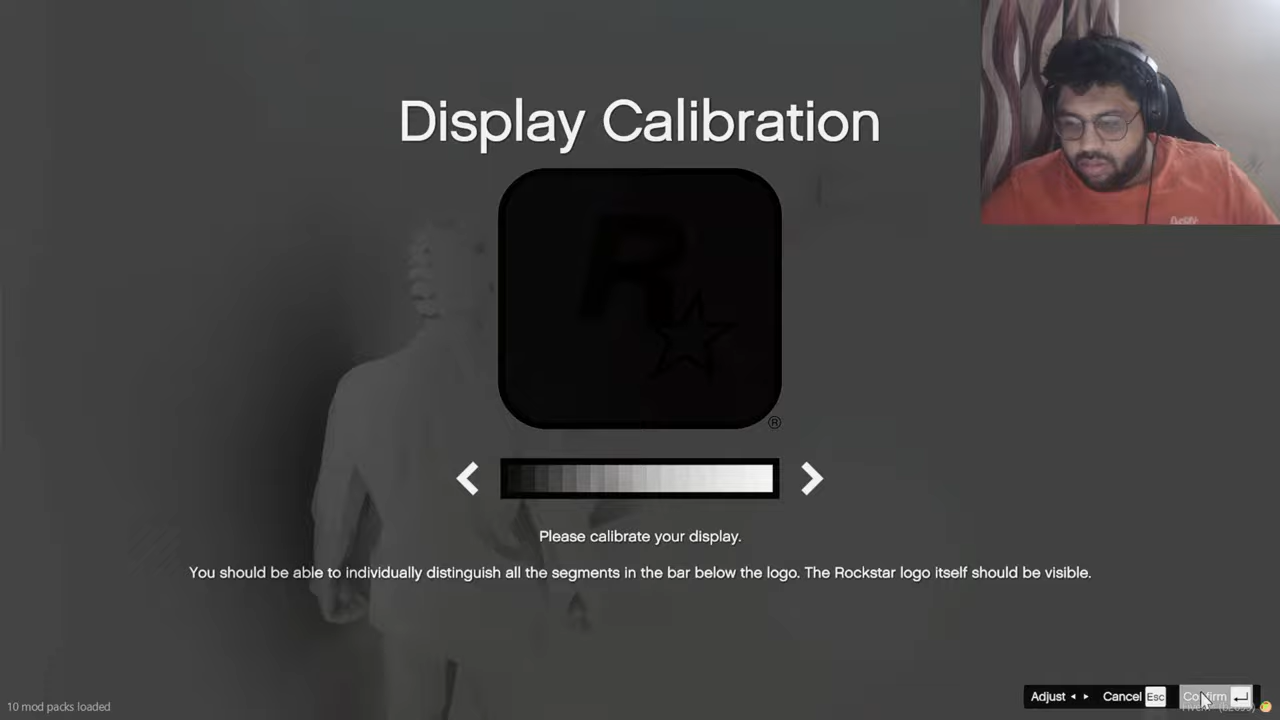 Display Calibration
R
®
Please calibrate your display.
You should be able to individually distinguish all the segments in the bar below the logo. The Rockstar logo itself should be visible.
Adjust Cancel Esc Confirm
10 mod packs loaded